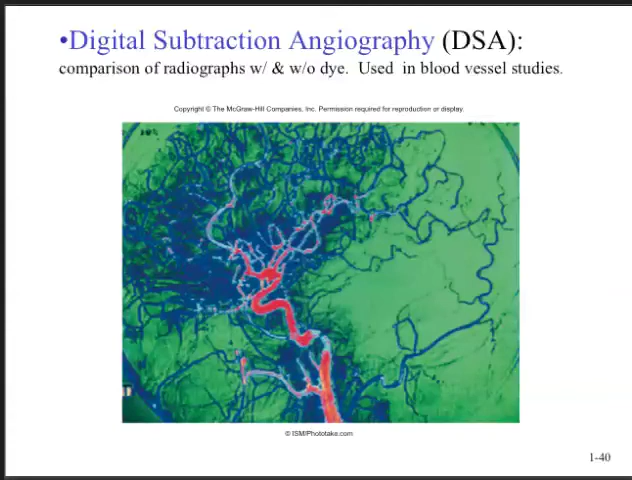 •Digital Subtraction Angiography (DSA):
comparison of radiographs w/ & w/o dye.  Used  in blood vessel studies.
Copyright © The McGraw-Hill Companies, Inc. Permission required for reproduction or display.
© ISM/Phototake.com
1-40